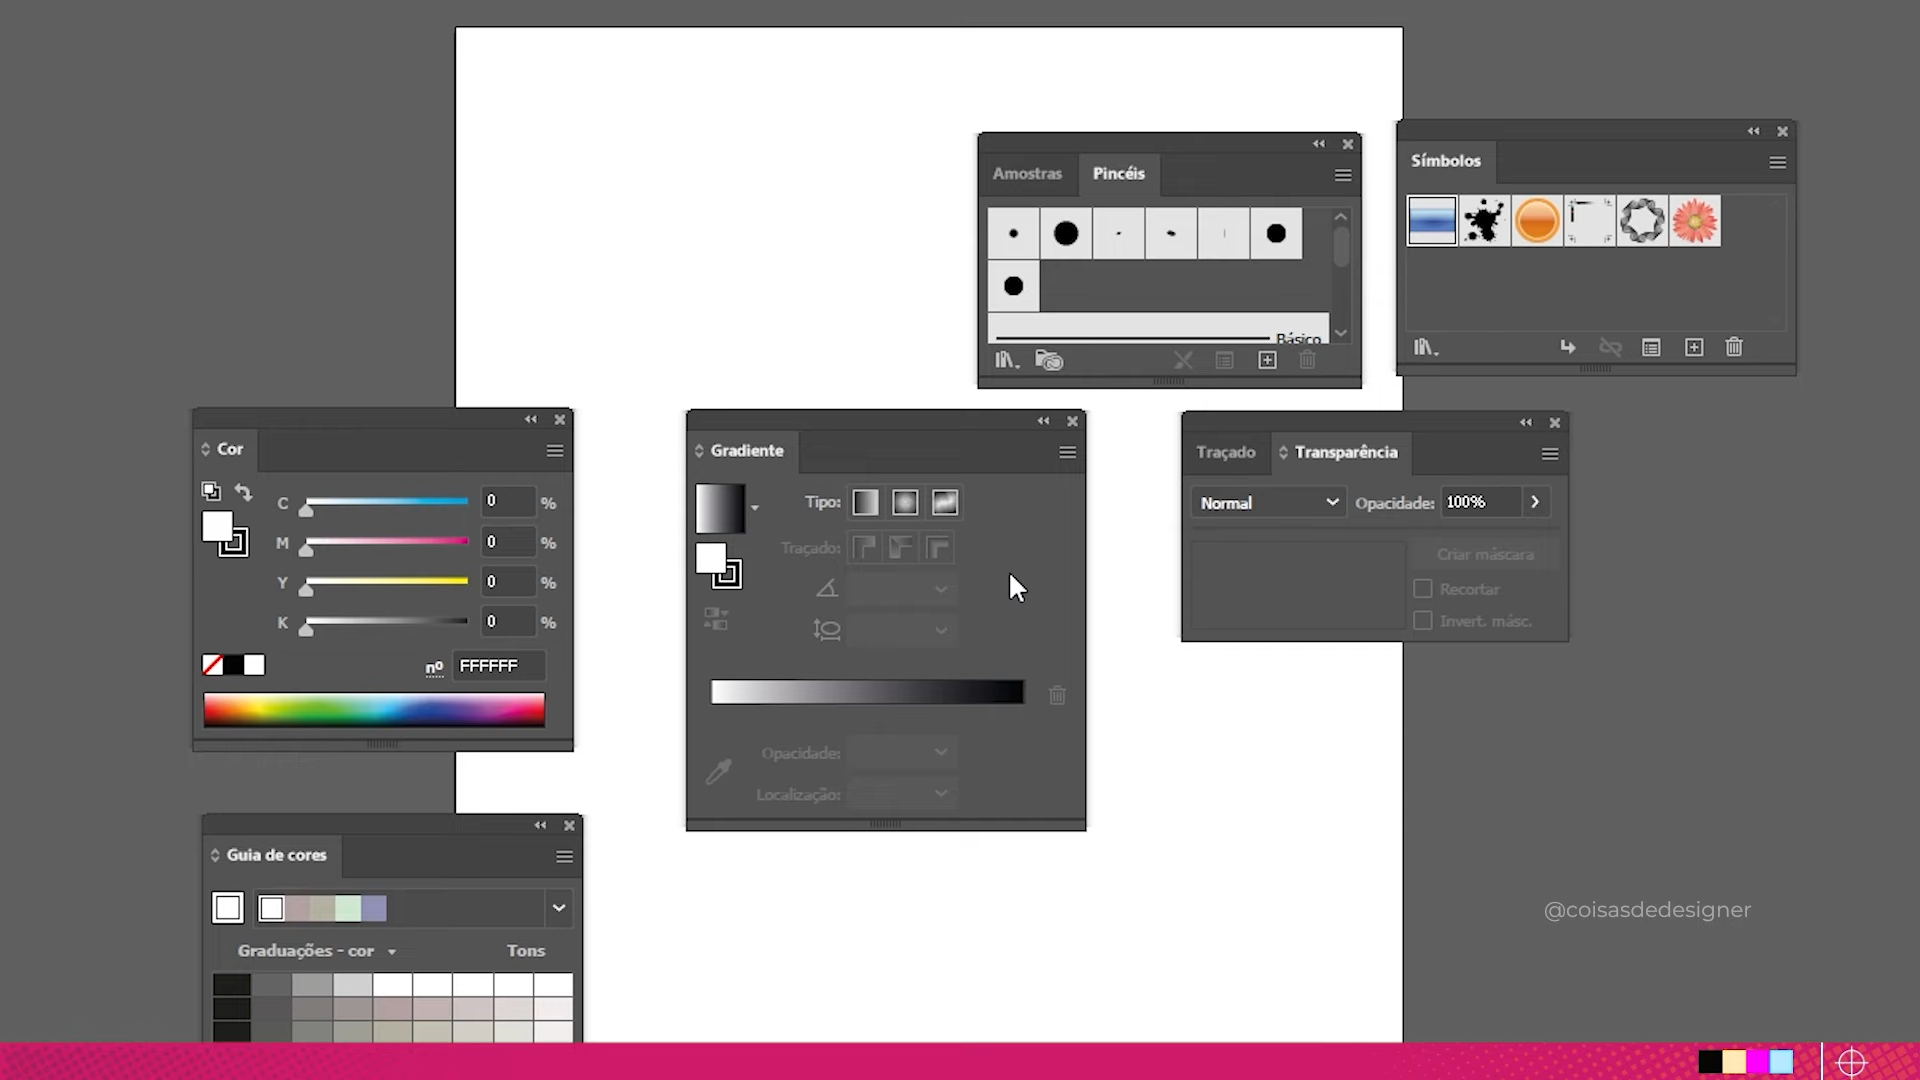 Símbolos
Amostras
Pincéis
Básico
Cor
C
0
%
M
0
%
Y
0
%
K
0
%
nº
FFFFFF
Gradiente
Tipo:
Traçado:
Opacidade:
Localização:
Traçado
Transparência
Normal
Opacidade:
100%
Criar máscara
Recortar
Invert. másc.
Guia de cores
Graduações - cor
Tons
@coisasdedesigner